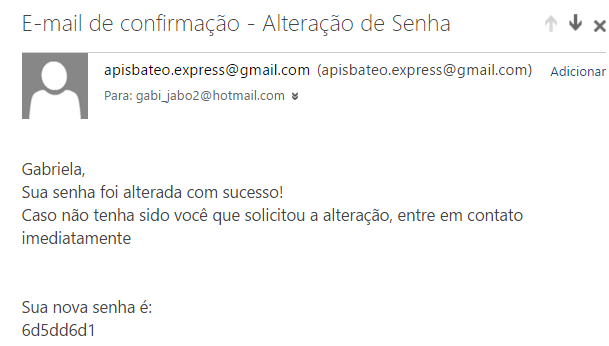 E-mail de confirmação - Alteração de Senha
apisbateo.express@gmail.com (apisbateo.express@gmail.com) Adicionar
Para: gabi_jabo2@hotmail.com
Gabriela,
Sua senha foi alterada com sucesso!
Caso não tenha sido você que solicitou a alteração, entre em contato
imediatamente
Sua nova senha é:
6d5dd6d1